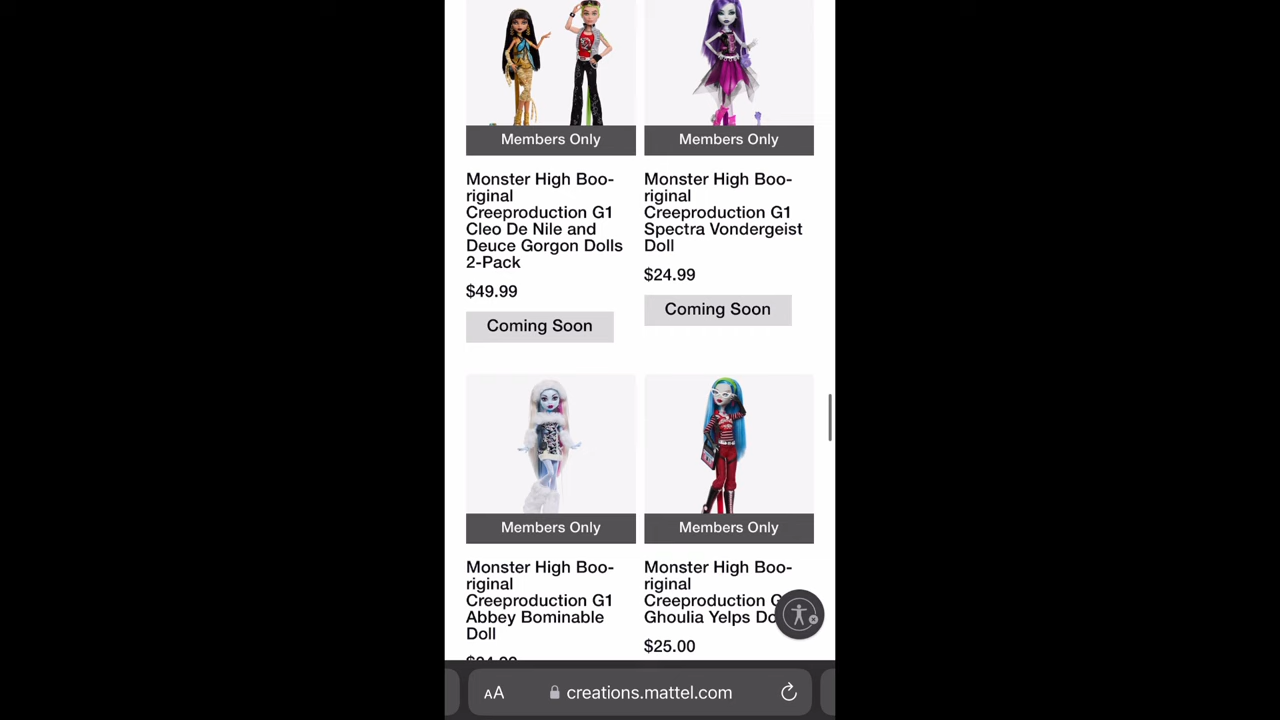 Members Only
Members Only
Monster High Boo-
riginal
Creeproduction G1
Cleo De Nile and
Deuce Gorgon Dolls
2-Pack
$49.99
Coming Soon
Monster High Boo-
riginal
Creeproduction G1
Spectra Vondergeist
Doll
$24.99
Coming Soon
Members Only
Members Only
Monster High Boo-
riginal
Creeproduction G1
Abbey Bominable
Doll
Monster High Boo-
riginal
Creeproduction
Ghoulia Yelps
$25.00
AA
creations.mattel.com